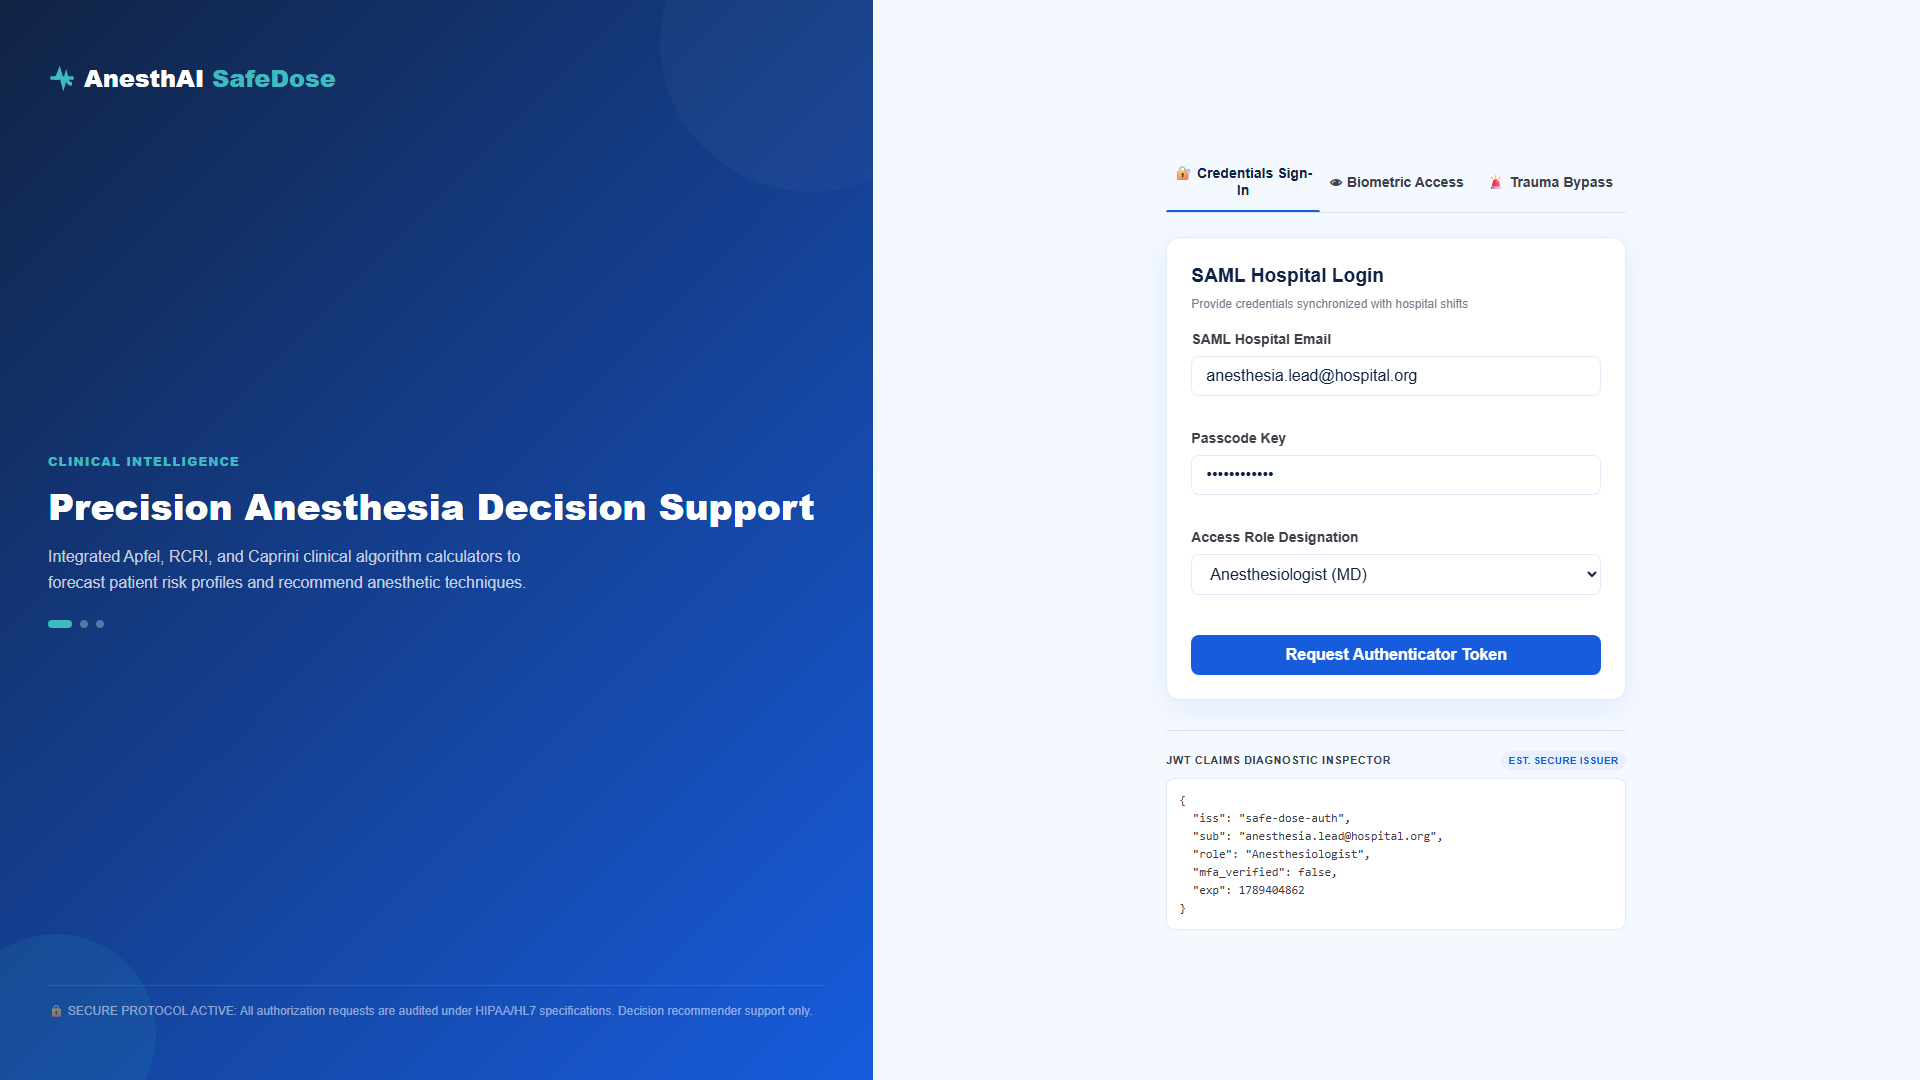 AnesthAI SafeDose
CLINICAL INTELLIGENCE
Precision Anesthesia Decision Support
Integrated Apfel, RCRI, and Caprini clinical algorithm calculators to
forecast patient risk profiles and recommend anesthetic techniques.
SECURE PROTOCOL ACTIVE: All authorization requests are audited under HIPAA/HL7 specifications. Decision recommender support only.
Credentials Sign-
In
Biometric Access
Trauma Bypass
SAML Hospital Login
Provide credentials synchronized with hospital shifts
SAML Hospital Email
anesthesia.lead@hospital.org
Passcode Key
••••••••••••
Access Role Designation
Anesthesiologist (MD)
Request Authenticator Token
JWT CLAIMS DIAGNOSTIC INSPECTOR
EST. SECURE ISSUER
{
"iss": "safe-dose-auth",
"sub": "anesthesia.lead@hospital.org",
"role": "Anesthesiologist",
"mfa_verified": false,
"exp": 1789404862
}